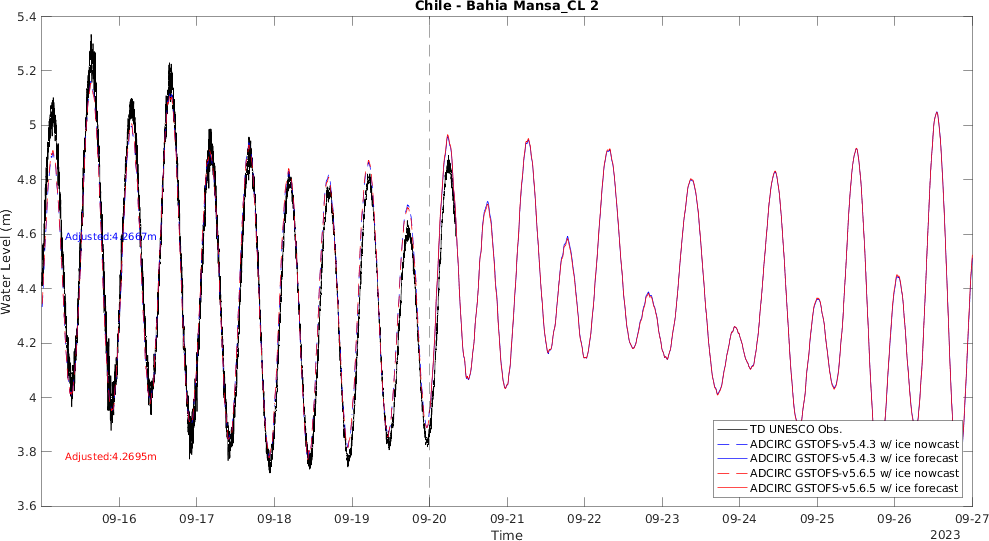 Chile - Bahia Mansa_CL 2
Water Level (m)
5.4
5.2
5
4.8
4.6
4.4
4.2
4
3.8
3.6
Adjusted:4.2667m
Adjusted:4.2695m
TD UNESCO Obs.
ADCIRC GSTOFS-v5.4.3 w/ ice nowcast
ADCIRC GSTOFS-v5.4.3 w/ ice forecast
ADCIRC GSTOFS-v5.6.5 w/ ice nowcast
ADCIRC GSTOFS-v5.6.5 w/ ice forecast
09-16 09-17 09-18 09-19 09-20 09-21 09-22 09-23 09-24 09-25 09-26 09-27
Time
2023